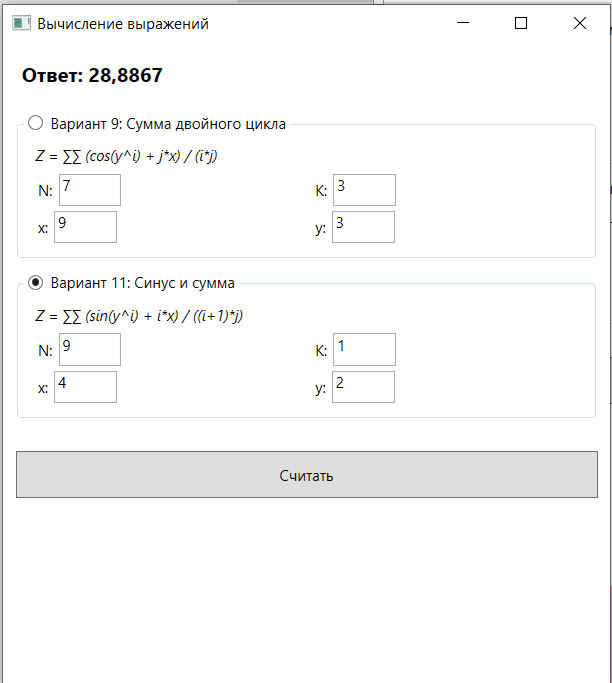 Вычисление выражений
Ответ: 28,8867
Вариант 9: Сумма двойного цикла
Z = ∑∑ (cos(y^i) + j*x) / (i*j)
N: 7 K: 3
x: 9 y: 3
Вариант 11: Синус и сумма
Z = ∑∑ (sin(y^i) + i*x) / ((i+1)*j)
N: 9 K: 1
x: 4 y: 2
Считать